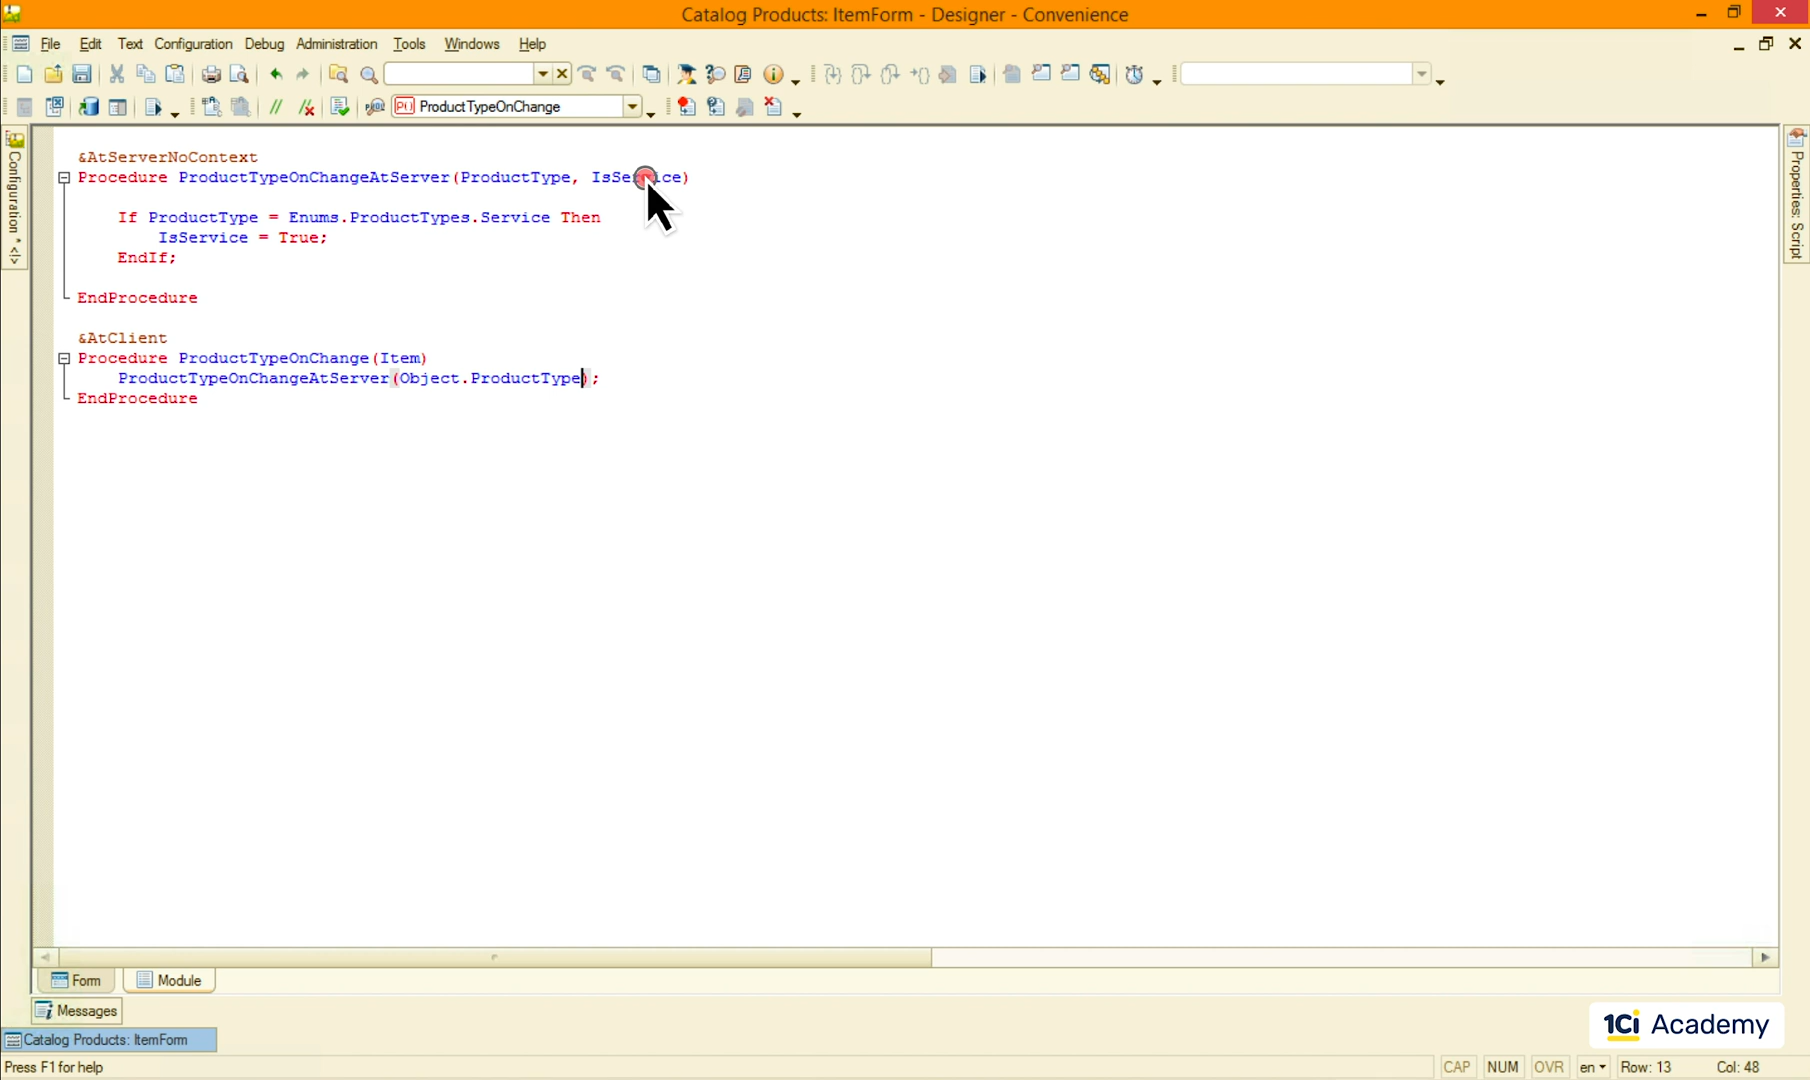 Catalog Products: ItemForm - Designer - Convenience
File Edit Text Configuration Debug Administration Tools Windows Help
ProductTypeOnChange
Configuration * <!>
Properties: Script
&AtServerNoContext
Procedure ProductTypeOnChangeAtServer(ProductType, IsService)
If ProductType = Enums.ProductTypes.Service Then
IsService = True;
EndIf;
EndProcedure
&AtClient
Procedure ProductTypeOnChange(Item)
ProductTypeOnChangeAtServer(Object.ProductType);
EndProcedure
Form Module
Messages
1Ci Academy
Catalog Products: ItemForm
Press F1 for help CAP NUM OVR en Row: 13 Col: 48